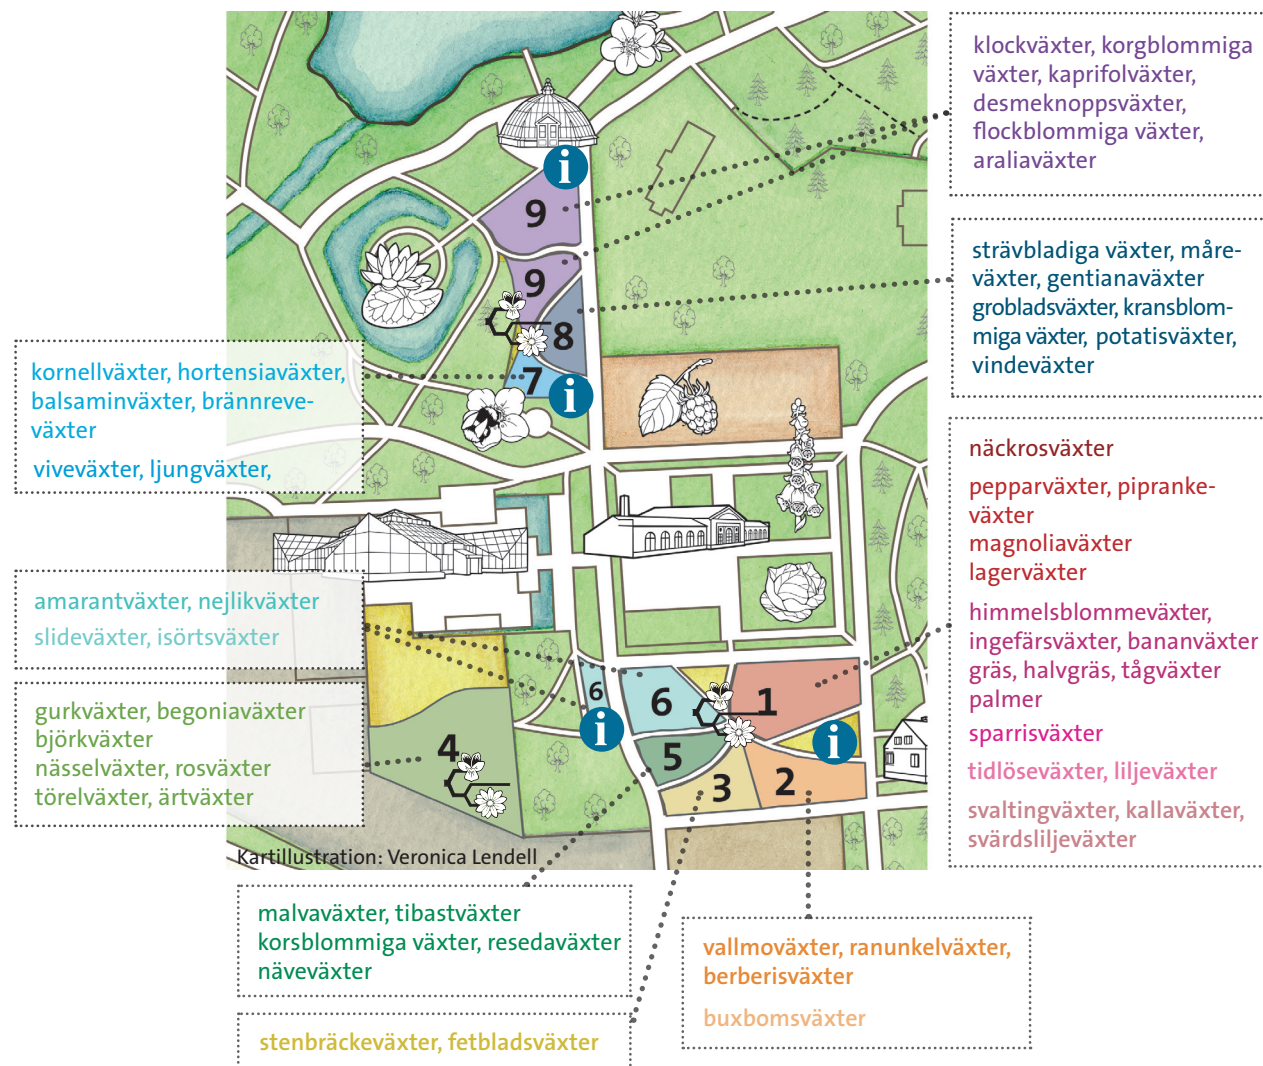 klockväxter, korgblommiga
växter, kaprifolväxter,
desmeknoppsväxter,
flockblommiga växter,
araliaväxter
i
9
9
8
7
i
strävbladiga växter, måre-
växter, gentianaväxter
grobladsväxter, kransblom-
miga växter, potatisväxter,
vindeväxter
kornellväxter, hortensiaväxter,
balsaminväxter, brännreve-
växter
viveväxter, ljungväxter,
näckrosväxter
pepparväxter, pipranke-
växter
magnoliaväxter
lagerväxter
himmelsblommeväxter,
ingefärsväxter, bananväxter
gräs, halvgräs, tågväxter
palmer
sparrisväxter
tidlöseväxter, liljeväxter
svaltingväxter, kallaväxter,
svärdsliljeväxter
amarantväxter, nejlikväxter
slideväxter, isörtsväxter
gurkväxter, begoniaväxter
björkväxter
nässelväxter, rosväxter
törelväxter, ärtväxter
6
6
1
i
i
4
5
3
2
Kartillustration: Veronica Lendell
malvaväxter, tibastväxter
korsblommiga växter, resedaväxter
näveväxter
vallmoväxter, ranunkelväxter,
berberisväxter
buxbomsväxter
stenbräckeväxter, fetbladsväxter